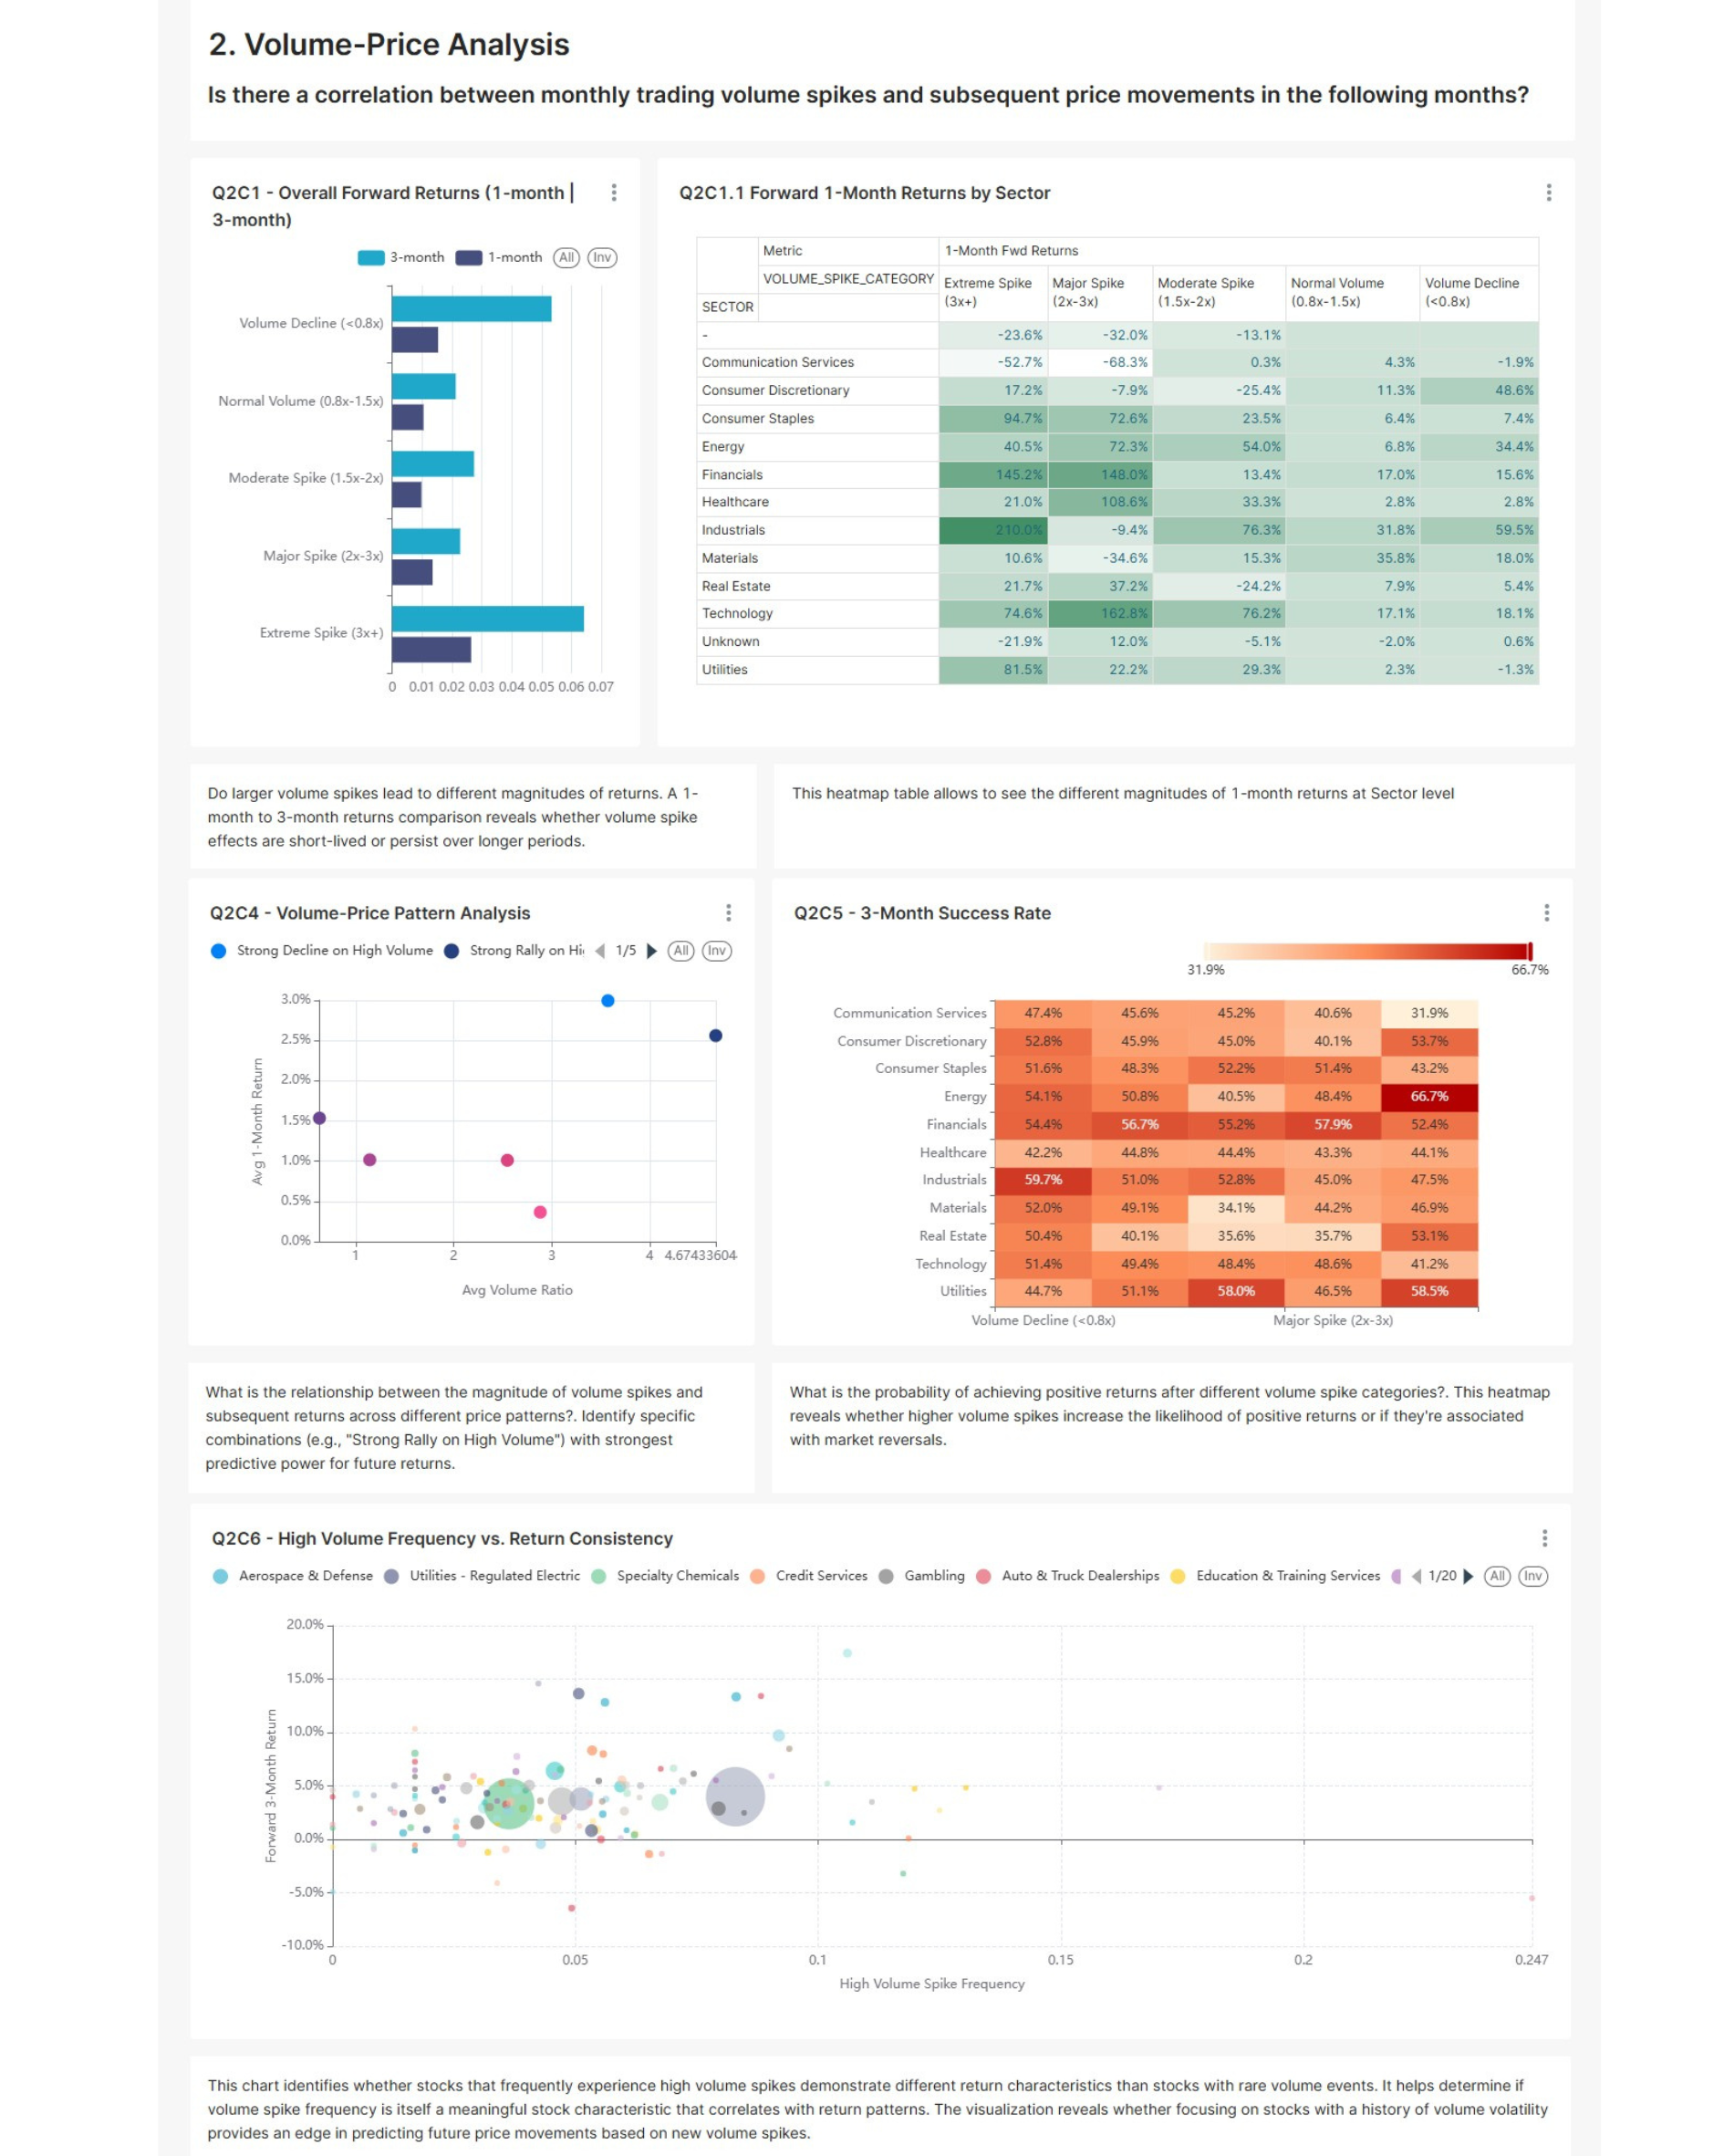 2. Volume-Price Analysis
Is there a correlation between monthly trading volume spikes and subsequent price movements in the following months?
Q2C1 - Overall Forward Returns (1-month |
3-month)
3-month 1-month All Inv
Volume Decline (<0.8x)
Normal Volume (0.8x-1.5x)
Moderate Spike (1.5x-2x)
Major Spike (2x-3x)
Extreme Spike (3x+)
0 0.01 0.02 0.03 0.04 0.05 0.06 0.07
Q2C1.1 Forward 1-Month Returns by Sector
Metric 1-Month Fwd Returns
VOLUME_SPIKE_CATEGORY Extreme Spike Major Spike Moderate Spike Normal Volume Volume Decline
(3x+) (2x-3x) (1.5x-2x) (0.8x-1.5x) (<0.8x)
SECTOR
- -23.6% -32.0% -13.1%
Communication Services -52.7% -68.3% 0.3% 4.3% -1.9%
Consumer Discretionary 17.2% -7.9% -25.4% 11.3% 48.6%
Consumer Staples 94.7% 72.6% 23.5% 6.4% 7.4%
Energy 40.5% 72.3% 54.0% 6.8% 34.4%
Financials 145.2% 148.0% 13.4% 17.0% 15.6%
Healthcare 21.0% 108.6% 33.3% 2.8% 2.8%
Industrials 210.0% -9.4% 76.3% 31.8% 59.5%
Materials 10.6% -34.6% 15.3% 35.8% 18.0%
Real Estate 21.7% 37.2% -24.2% 7.9% 5.4%
Technology 74.6% 162.8% 76.2% 17.1% 18.1%
Unknown -21.9% 12.0% -5.1% -2.0% 0.6%
Utilities 81.5% 22.2% 29.3% 2.3% -1.3%
Do larger volume spikes lead to different magnitudes of returns. A 1-
month to 3-month returns comparison reveals whether volume spike
effects are short-lived or persist over longer periods.
This heatmap table allows to see the different magnitudes of 1-month returns at Sector level
Q2C4 - Volume-Price Pattern Analysis
Strong Decline on High Volume Strong Rally on Hi 1/5 All Inv
3.0%
2.5%
2.0%
1.5%
1.0%
0.5%
0.0%
Avg 1-Month Return
1 2 3 4 4.67433604
Avg Volume Ratio
Q2C5 - 3-Month Success Rate
31.9% 66.7%
Communication Services 47.4% 45.6% 45.2% 40.6% 31.9%
Consumer Discretionary 52.8% 45.9% 45.0% 40.1% 53.7%
Consumer Staples 51.6% 48.3% 52.2% 51.4% 43.2%
Energy 54.1% 50.8% 40.5% 48.4% 66.7%
Financials 54.4% 56.7% 55.2% 57.9% 52.4%
Healthcare 42.2% 44.8% 44.4% 43.3% 44.1%
Industrials 59.7% 51.0% 52.8% 45.0% 47.5%
Materials 52.0% 49.1% 34.1% 44.2% 46.9%
Real Estate 50.4% 40.1% 35.6% 35.7% 53.1%
Technology 51.4% 49.4% 48.4% 48.6% 41.2%
Utilities 44.7% 51.1% 58.0% 46.5% 58.5%
Volume Decline (<0.8x) Major Spike (2x-3x)
What is the relationship between the magnitude of volume spikes and
subsequent returns across different price patterns?. Identify specific
combinations (e.g., "Strong Rally on High Volume") with strongest
predictive power for future returns.
What is the probability of achieving positive returns after different volume spike categories?. This heatmap
reveals whether higher volume spikes increase the likelihood of positive returns or if they're associated
with market reversals.
Q2C6 - High Volume Frequency vs. Return Consistency
Aerospace & Defense Utilities - Regulated Electric Specialty Chemicals Credit Services Gambling Auto & Truck Dealerships Education & Training Services 1/20 All Inv
20.0%
15.0%
10.0%
5.0%
0.0%
-5.0%
-10.0%
Forward 3-Month Return
0 0.05 0.1 0.15 0.2 0.247
High Volume Spike Frequency
This chart identifies whether stocks that frequently experience high volume spikes demonstrate different return characteristics than stocks with rare volume events. It helps determine if
volume spike frequency is itself a meaningful stock characteristic that correlates with return patterns. The visualization reveals whether focusing on stocks with a history of volume volatility
provides an edge in predicting future price movements based on new volume spikes.